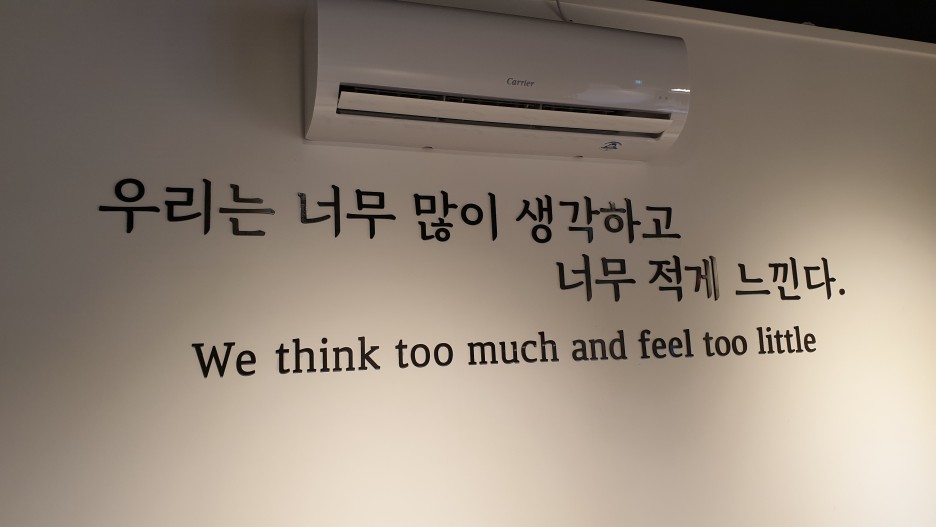 Carrier
우리는 너무 많이 생각하고
너무 적게 느낀다.
We think too much and feel too little